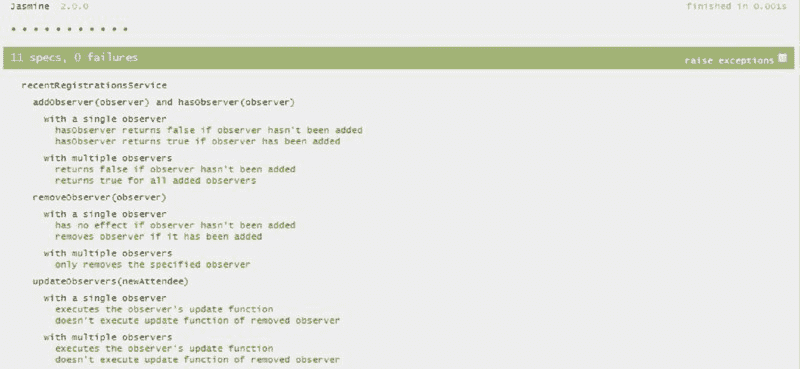 Jasmine 2.0.0
finished in 0.001s
11 specs, 0 failures
raise exceptions
recentRegistrationsService
addObserver(observer) and hasObserver(observer)
with a single observer
hasObserver returns false if observer hasn't been added
hasObserver returns true if observer has been added
with multiple observers
returns false if observer hasn't been added
returns true for all added observers
removeObserver(observer)
with a single observer
has no effect if observer hasn't been added
removes observer if it has been added
with multiple observers
only removes the specified observer
updateObservers(newAttendee)
with a single observer
executes the observer's update function
doesn't execute update function of removed observer
with multiple observers
executes the observer's update function
doesn't execute update function of removed observer